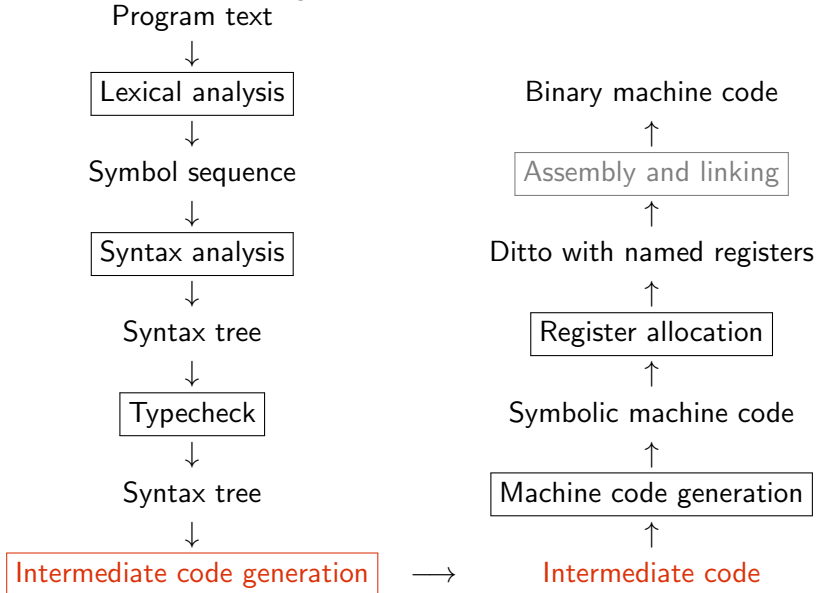 Program text
↓
Lexical analysis
↓
Symbol sequence
↓
Syntax analysis
↓
Syntax tree
↓
Typecheck
↓
Syntax tree
↓
Intermediate code generation
⟶
Intermediate code
↑
Machine code generation
↑
Symbolic machine code
↑
Register allocation
↑
Ditto with named registers
↑
Assembly and linking
↑
Binary machine code